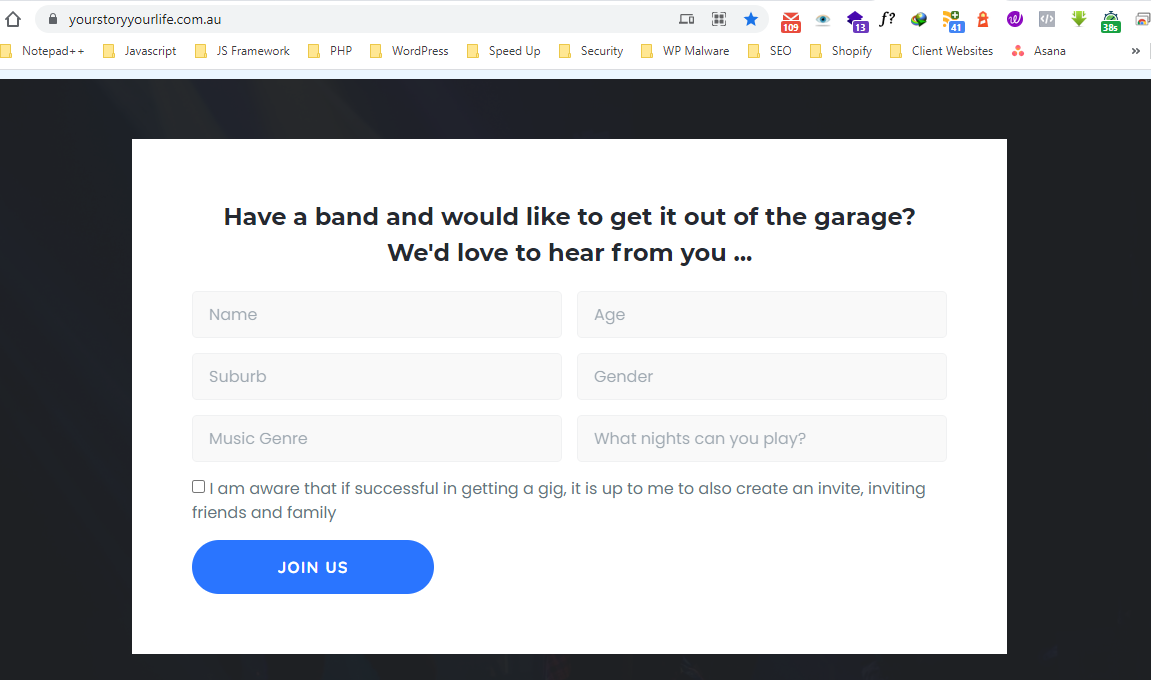 yourstoryyourlife.com.au
109
13
f?
41
38s
Notepad++ Javascript JS Framework PHP WordPress Speed Up Security WP Malware SEO Shopify Client Websites Asana »
Have a band and would like to get it out of the garage?
We'd love to hear from you ...
Name Age
Suburb Gender
Music Genre What nights can you play?
I am aware that if successful in getting a gig, it is up to me to also create an invite, inviting
friends and family
JOIN US